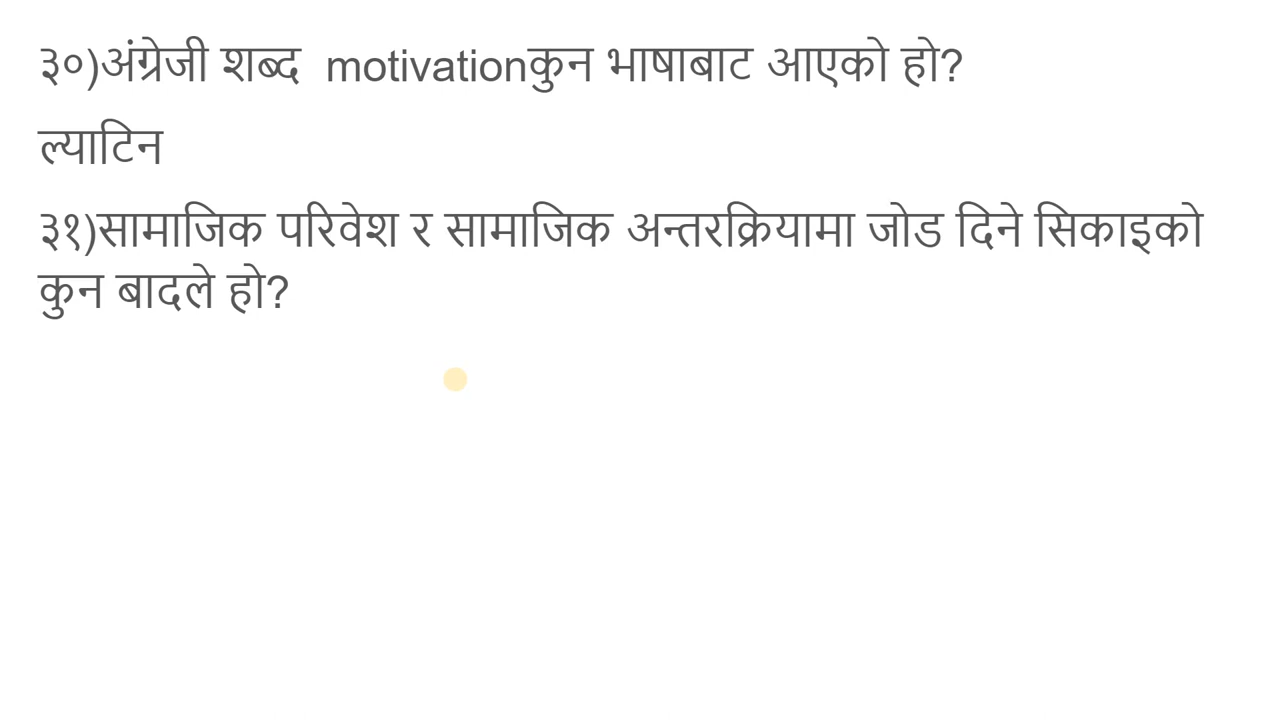 ३०)अंग्रेजी शब्द  motivationकुन भाषाबाट आएको हो?
ल्याटिन
३१)सामाजिक परिवेश र सामाजिक अन्तरक्रियामा जोड दिने सिकाइको
कुन बादले हो?